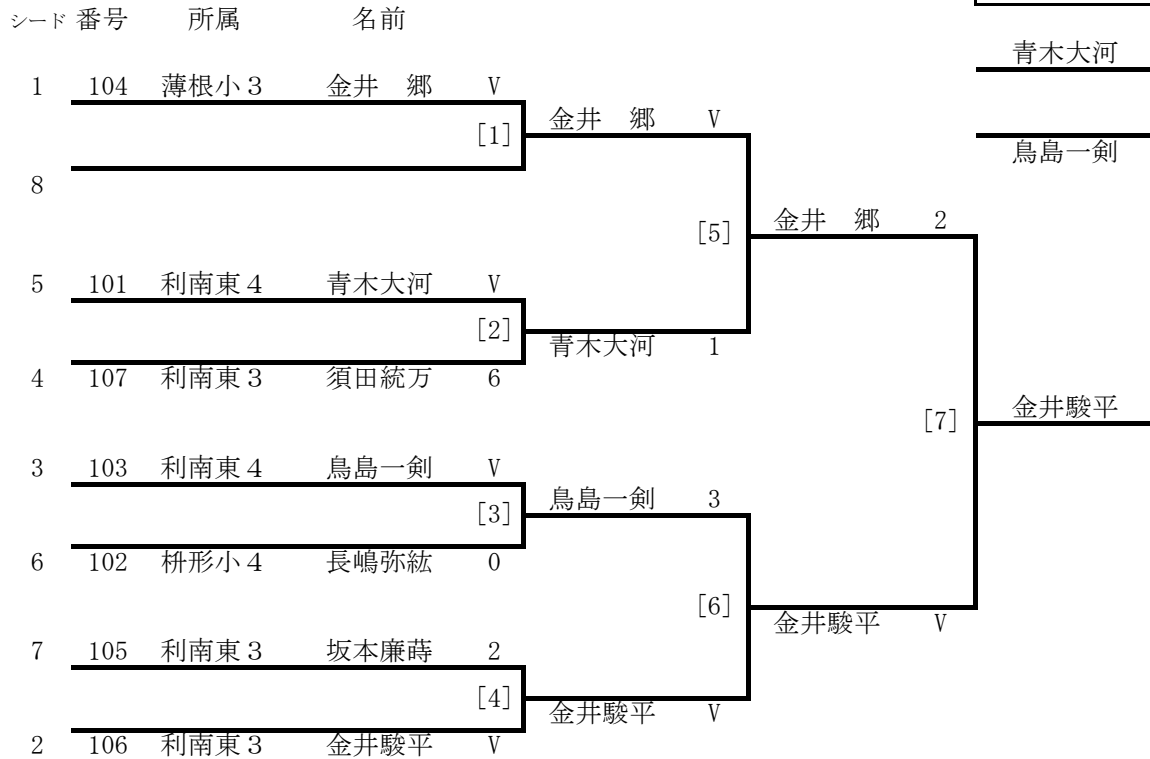 シード 番号 所属 名前
青木大河
1 104 薄根小3 金井 郷 V
[1] 金井 郷 V
鳥島一剣
8
[5] 金井 郷 2
5 101 利南東4 青木大河 V
[2]
青木大河 1
4 107 利南東3 須田統万 6
[7] 金井駿平
3 103 利南東4 鳥島一剣 V
[3] 鳥島一剣 3
6 102 枡形小4 長嶋弥紘 0
[6]
金井駿平 V
7 105 利南東3 坂本廉蒔 2
[4]
金井駿平 V
2 106 利南東3 金井駿平 V